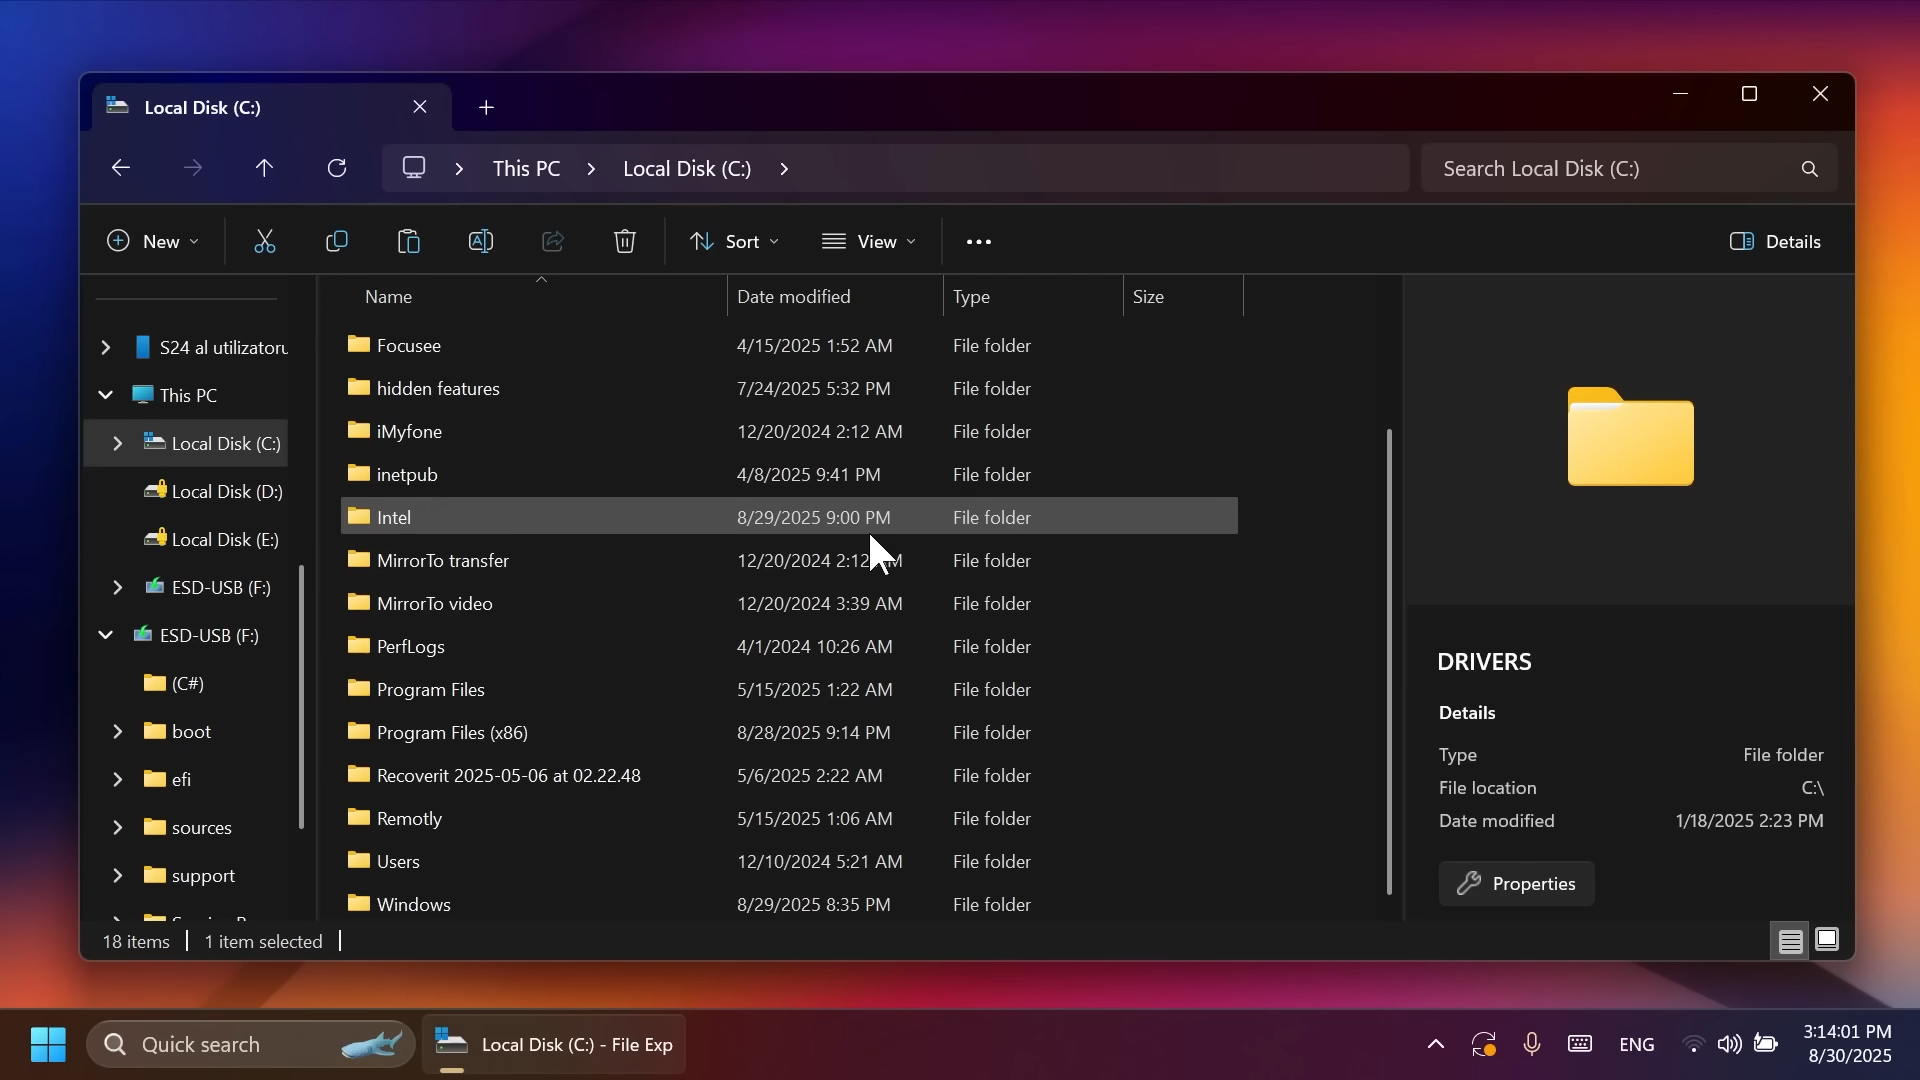 Local Disk (C:)
This PC
Local Disk (C:)
Search Local Disk (C:)
New
Sort
View
Details
Name
Date modified
Type
Size
S24 al utilizatoru
This PC
Local Disk (C:)
Local Disk (D:)
Local Disk (E:)
ESD-USB (F:)
ESD-USB (F:)
(C#)
boot
efi
sources
support
Focusee 4/15/2025 1:52 AM File folder
hidden features 7/24/2025 5:32 PM File folder
iMyfone 12/20/2024 2:12 AM File folder
inetpub 4/8/2025 9:41 PM File folder
Intel 8/29/2025 9:00 PM File folder
MirrorTo transfer 12/20/2024 2:12 File folder
MirrorTo video 12/20/2024 3:39 AM File folder
PerfLogs 4/1/2024 10:26 AM File folder
Program Files 5/15/2025 1:22 AM File folder
Program Files (x86) 8/28/2025 9:14 PM File folder
Recoverit 2025-05-06 at 02.22.48 5/6/2025 2:22 AM File folder
Remotly 5/15/2025 1:06 AM File folder
Users 12/10/2024 5:21 AM File folder
Windows 8/29/2025 8:35 PM File folder
DRIVERS
Details
Type File folder
File location C:\
Date modified 1/18/2025 2:23 PM
Properties
18 items
1 item selected
Quick search
Local Disk (C:) - File Exp
ENG
3:14:01 PM
8/30/2025